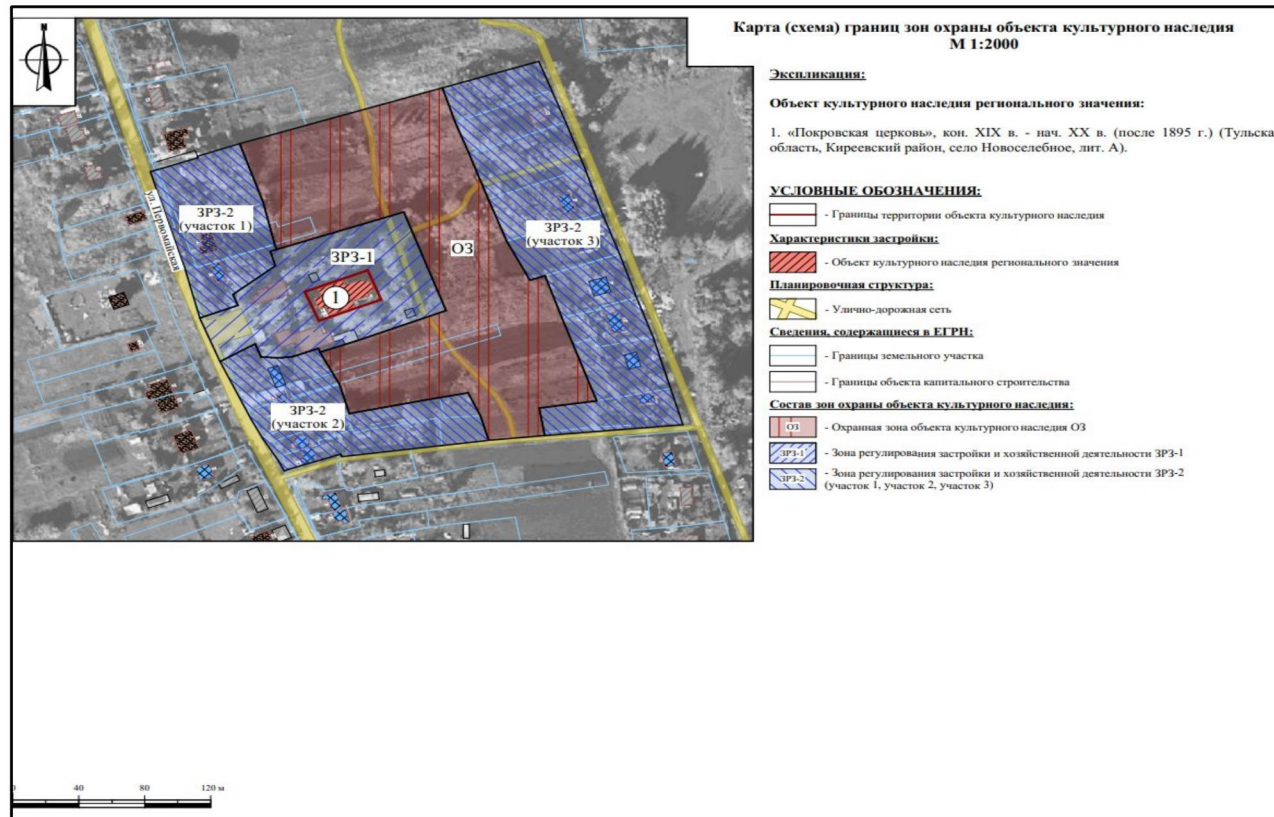 Карта (схема) границ зон охраны объекта культурного наследия
М 1:2000
Экспликация:
Объект культурного наследия регионального значения:
1. «Покровская церковь», кон. XIX в. - нач. XX в. (после 1895 г.) (Тульска
область, Киреевский район, село Новоселебное, лит. А).
УСЛОВНЫЕ ОБОЗНАЧЕНИЯ:
- Границы территории объекта культурного наследия
Характеристики застройки:
- Объект культурного наследия регионального значения
Планировочная структура:
- Улично-дорожная сеть
Сведения, содержащиеся в ЕГРН:
- Границы земельного участка
- Границы объекта капитального строительства
Состав зон охраны объекта культурного наследия:
ОЗ - Охранная зона объекта культурного наследия ОЗ
ЗРЗ-1 - Зона регулирования застройки и хозяйственной деятельности ЗРЗ-1
ЗРЗ-2 - Зона регулирования застройки и хозяйственной деятельности ЗРЗ-2
(участок 1, участок 2, участок 3)
N
ул. Первомайская
ЗРЗ-2
(участок 1)
ЗРЗ-1
1
ОЗ
ЗРЗ-2
(участок 3)
ЗРЗ-2
(участок 2)
0 40 80 120 м